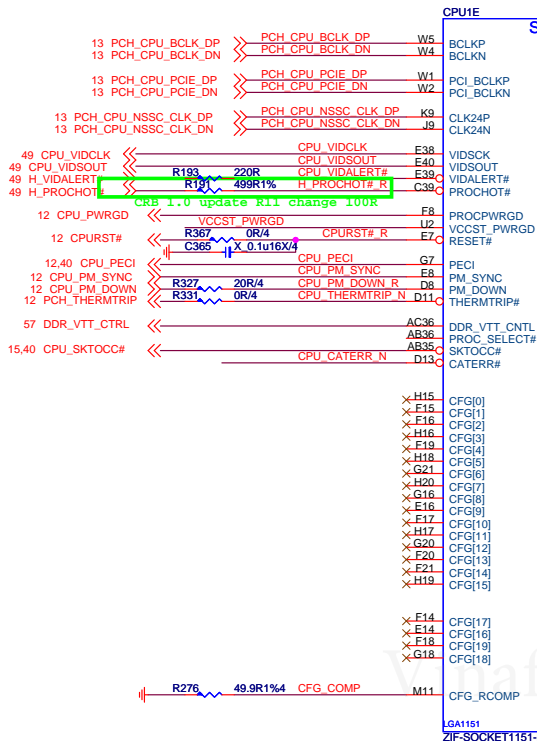 CPU1E
S
13 PCH_CPU_BCLK_DP PCH_CPU_BCLK_DP W5 BCLKP
13 PCH_CPU_BCLK_DN PCH_CPU_BCLK_DN W4 BCLKN
13 PCH_CPU_PCIE_DP PCH_CPU_PCIE_DP W1 PCI_BCLKP
13 PCH_CPU_PCIE_DN PCH_CPU_PCIE_DN W2 PCI_BCLKN
13 PCH_CPU_NSSC_CLK_DP PCH_CPU_NSSC_CLK_DP K9 CLK24P
13 PCH_CPU_NSSC_CLK_DN PCH_CPU_NSSC_CLK_DN J9 CLK24N
49 CPU_VIDCLK CPU_VIDCLK E38 VIDSCK
49 CPU_VIDSOUT CPU_VIDSOUT E40 VIDSOUT
49 H_VIDALERT# R193 220R CPU_VIDALERT# E39 VIDALERT#
49 H_PROCHOT# R191 499R1% H_PROCHOT#_R C39 PROCHOT#
CRB 1.0 update R11 change 100R
12 CPU_PWRGD F8 PROCPWRGD
VCCST_PWRGD U2 VCCST_PWRGD
12 CPURST# R367 0R/4 CPURST#_R E7 RESET#
C365 X_0.1u16X/4
12,40 CPU_PECI CPU_PECI G7 PECI
12 CPU_PM_SYNC CPU_PM_SYNC E8 PM_SYNC
12 CPU_PM_DOWN R327 20R/4 CPU_PM_DOWN_R D8 PM_DOWN
12 PCH_THERMTRIP R331 0R/4 CPU_THERMTRIP_N D11 THERMTRIP#
57 DDR_VTT_CTRL AC36 DDR_VTT_CNTL
AB36 PROC_SELECT#
15,40 CPU_SKTOCC# AB35 SKTOCC#
CPU_CATERR_N D13 CATERR#
H15 CFG[0]
F15 CFG[1]
F16 CFG[2]
H16 CFG[3]
F19 CFG[4]
H18 CFG[5]
G21 CFG[6]
H20 CFG[7]
G16 CFG[8]
E16 CFG[9]
F17 CFG[10]
H17 CFG[11]
G20 CFG[12]
F20 CFG[13]
F21 CFG[14]
H19 CFG[15]
F14 CFG[17]
E14 CFG[16]
F18 CFG[19]
G18 CFG[18]
R276 49.9R1%4 CFG_COMP M11 CFG_RCOMP
Vinaf
LGA1151
ZIF-SOCKET1151-